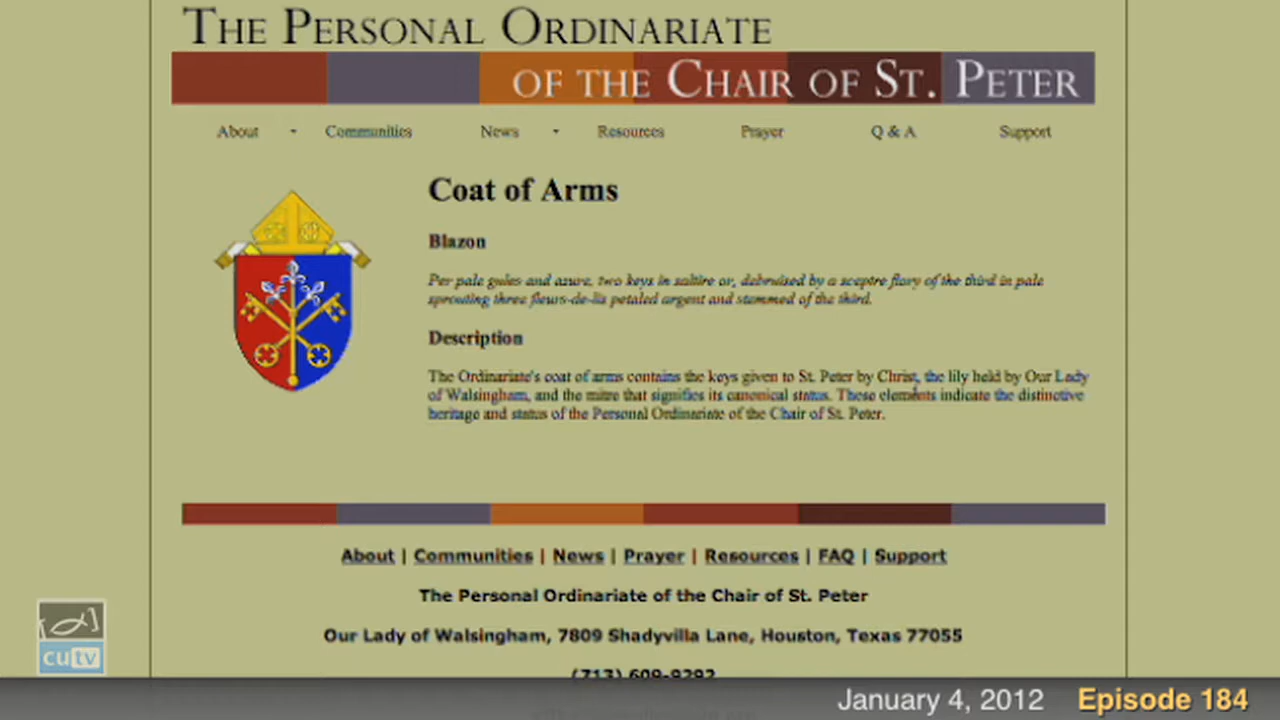 THE PERSONAL ORDINARIATE
OF THE CHAIR OF ST. PETER
About Communities News Resources Prayer Q & A Support
Coat of Arms
Blazon
Per pale gules and azure, two keys in saltire or, debruised by a sceptre flory of the third in pale
sprouting three fleurs-de-lis petaled argent and stemmed of the third.
Description
The Ordinariate's coat of arms contains the keys given to St. Peter by Christ, the lily held by Our Lady
of Walsingham, and the mitre that signifies its canonical status. These elements indicate the distinctive
heritage and status of the Personal Ordinariate of the Chair of St. Peter.
About | Communities | News | Prayer | Resources | FAQ | Support
The Personal Ordinariate of the Chair of St. Peter
Our Lady of Walsingham, 7809 Shadyvilla Lane, Houston, Texas 77055
(713) 609-9292
cutv
January 4, 2012 Episode 184